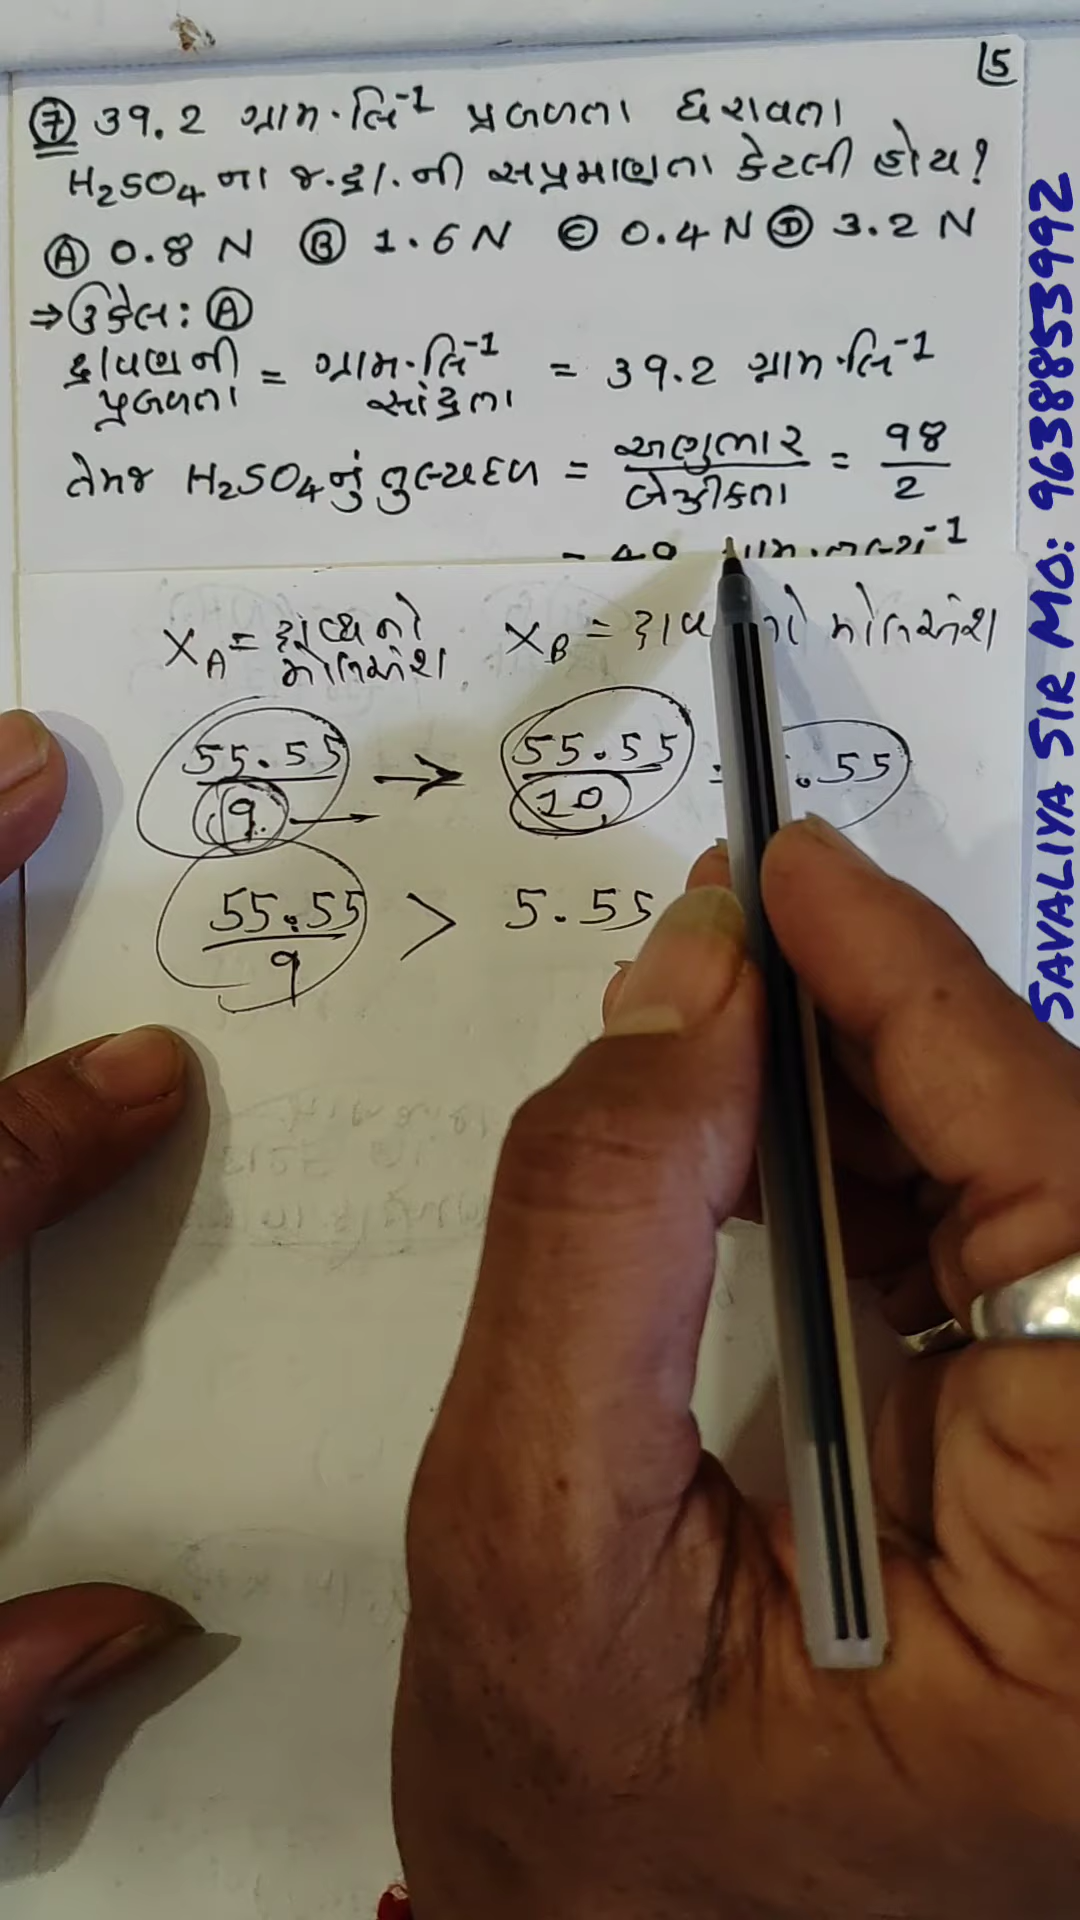 15
⑦ 39.2 ગ્રામ·લિ⁻¹ પ્રબળતા ધરાવતા
H₂SO₄ ના જ.દ્રા. ની સપ્રમાણતા કેટલી હોય?
Ⓐ 0.8 N Ⓑ 1.6 N Ⓒ 0.4 N Ⓓ 3.2 N
⇒ ઉકેલ: Ⓐ
દ્રાવણની પ્રબળતા = ગ્રામ·લિ⁻¹ સાંદ્રતા = 39.2 ગ્રામ·લિ⁻¹
તેમજ H₂SO₄ નું તુલ્યદળ = અણુભાર / બેઝીકતા = 98 / 2
X_A = દ્રાવ્યનો મોલઅંશ X_B = નો મોલઅંશ
55.55 / 9 → 55.55 / 10 .55
55.55 / 9 > 5.55
SAVALIYA SIR MO: 9638853992